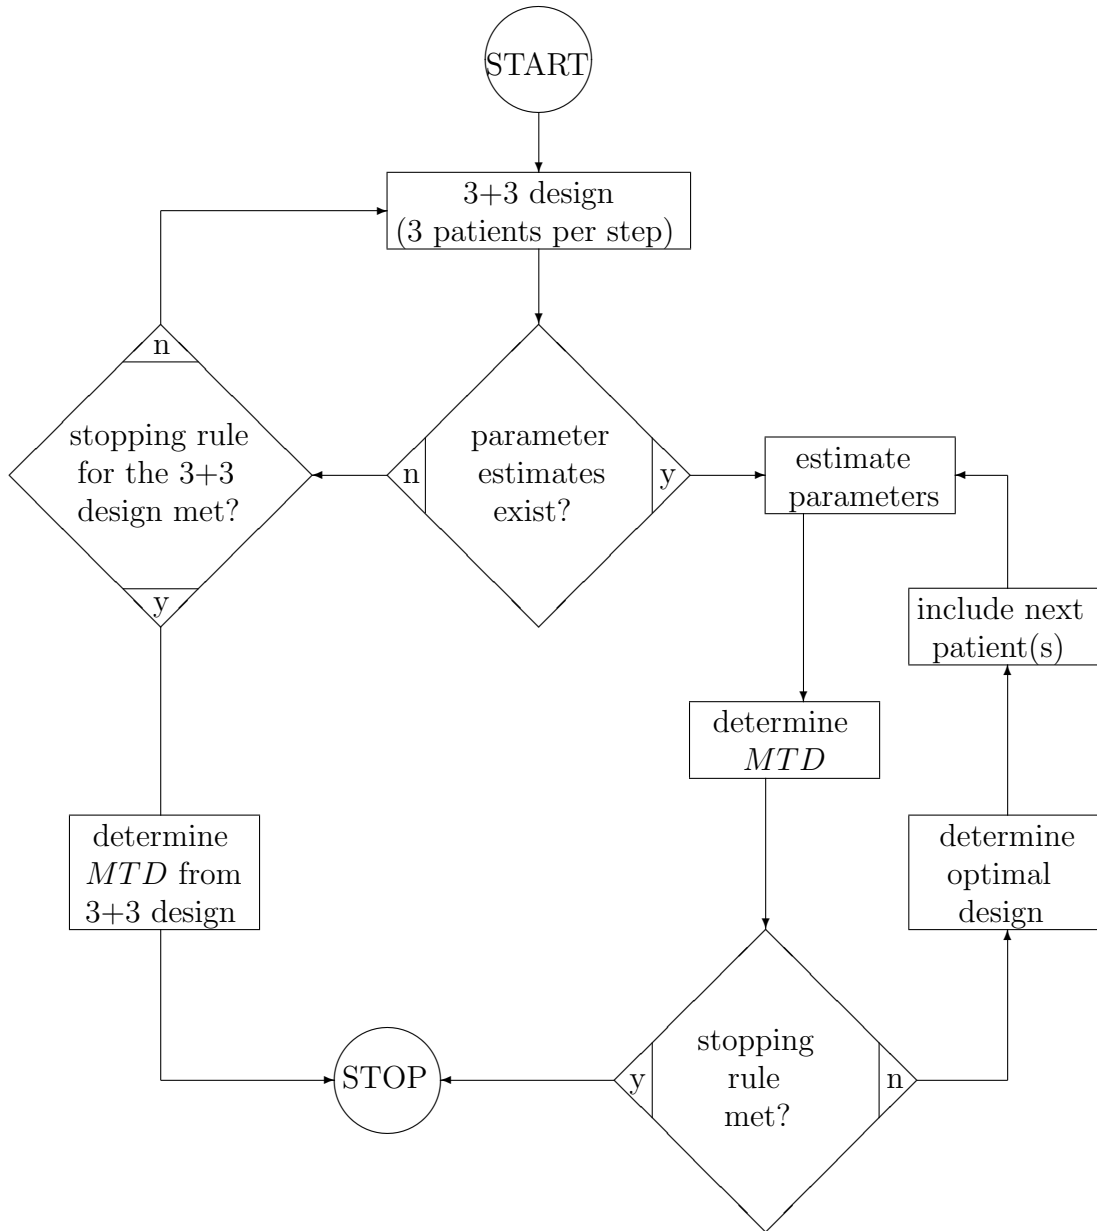 START
3+3 design
(3 patients per step)
n
stopping rule
for the 3+3
design met?
y
n
parameter
estimates
exist?
y
estimate
parameters
include next
patient(s)
determine
MTD
determine
MTD from
3+3 design
determine
optimal
design
STOP
y
stopping
rule
met?
n